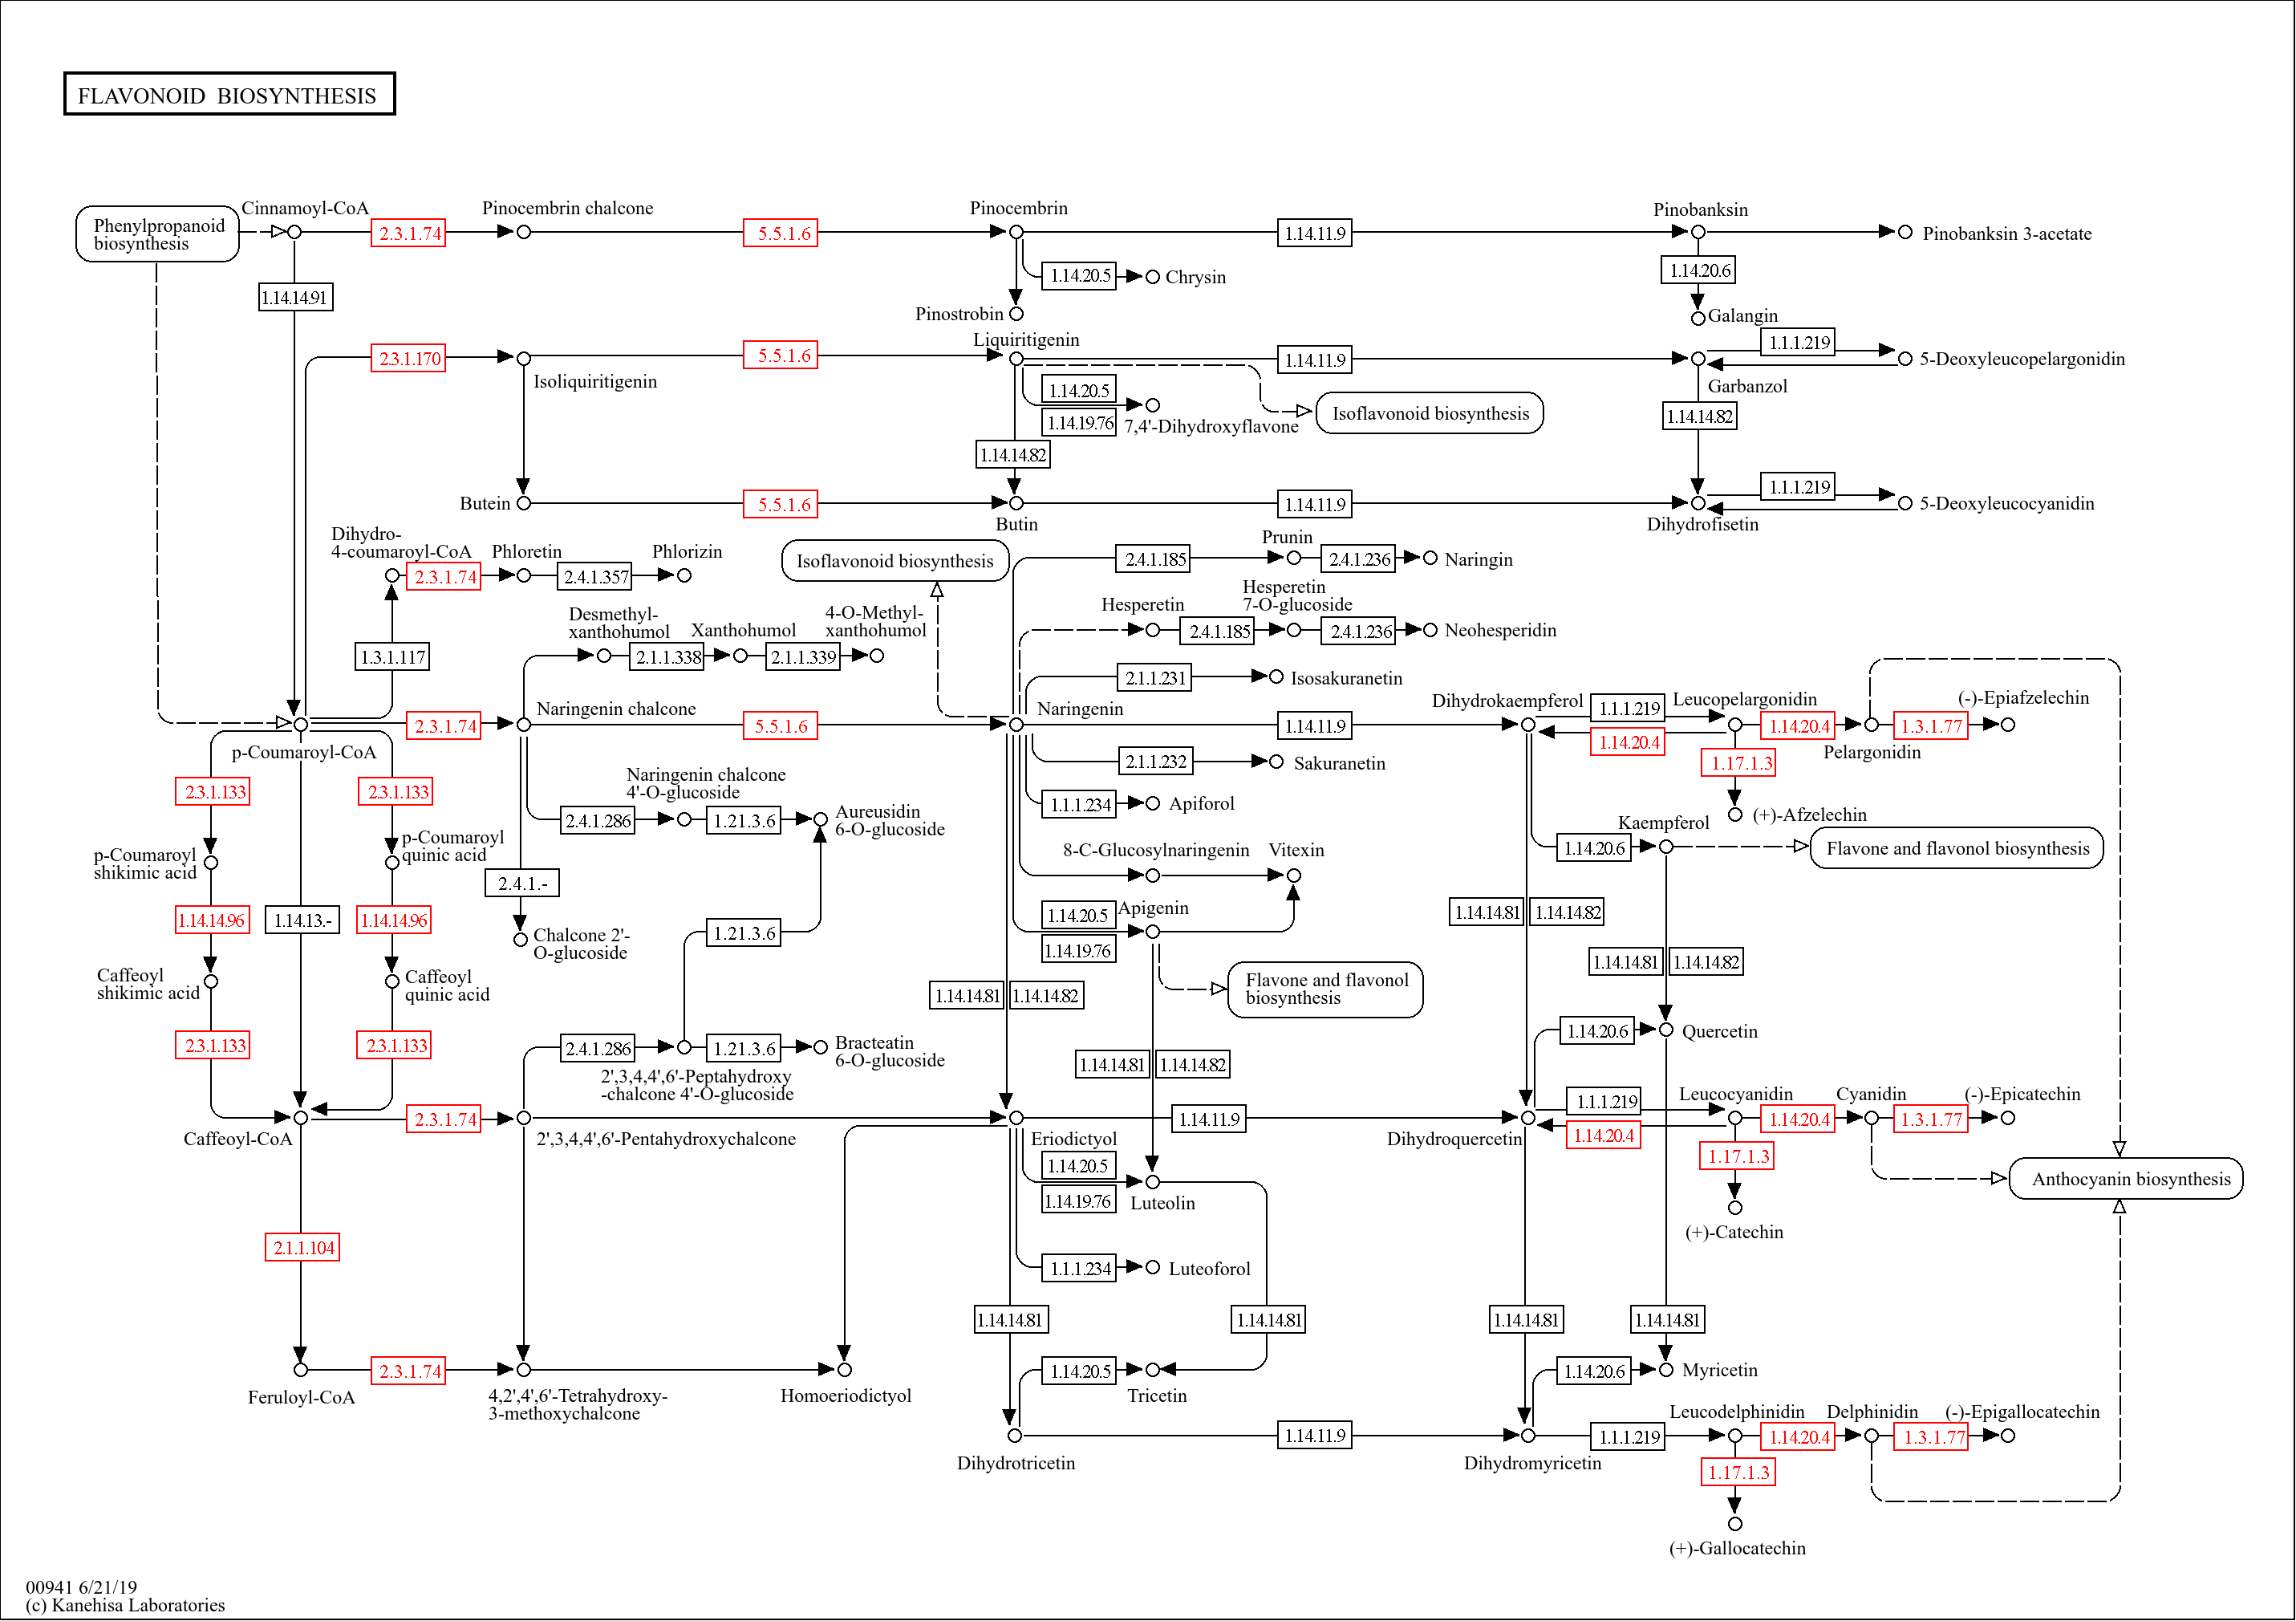 FLAVONOID BIOSYNTHESIS
Cinnamoyl-CoA
Pinocembrin chalcone
Pinocembrin
Pinobanksin
Phenylpropanoid
biosynthesis
2.3.1.74
5.5.1.6
1.14.11.9
Pinobanksin 3-acetate
1.14.20.5
Chrysin
1.14.20.6
1.14.14.91
Pinostrobin
Galangin
Liquiritigenin
1.1.1.219
2.3.1.170
5.5.1.6
1.14.11.9
5-Deoxyleucopelargonidin
Isoliquiritigenin
Garbanzol
1.14.20.5
1.14.19.76
7,4'-Dihydroxyflavone
Isoflavonoid biosynthesis
1.14.14.82
1.14.14.82
1.1.1.219
Butein
5.5.1.6
1.14.11.9
5-Deoxyleucocyanidin
Butin
Dihydrofisetin
Dihydro-
4-coumaroyl-CoA
Phloretin
Phlorizin
Isoflavonoid biosynthesis
Prunin
2.4.1.185
2.4.1.236
Naringin
2.3.1.74
2.4.1.357
Hesperetin
Hesperetin
7-O-glucoside
2.4.1.185
2.4.1.236
Neohesperidin
Desmethyl-
xanthohumol
Xanthohumol
4-O-Methyl-
xanthohumol
1.3.1.117
2.1.1.338
2.1.1.339
2.1.1.231
Isosakuranetin
Naringenin chalcone
Naringenin
Dihydrokaempferol
1.1.1.219
Leucopelargonidin
(-)-Epiafzelechin
2.3.1.74
5.5.1.6
1.14.11.9
1.14.20.4
1.14.20.4
1.3.1.77
p-Coumaroyl-CoA
Pelargonidin
2.1.1.232
Sakuranetin
1.17.1.3
2.3.1.133
2.3.1.133
Naringenin chalcone
4'-O-glucoside
1.1.1.234
Apiforol
(+)-Afzelechin
2.4.1.286
1.21.3.6
Aureusidin
6-O-glucoside
Kaempferol
1.14.20.6
Flavone and flavonol biosynthesis
p-Coumaroyl
shikimic acid
p-Coumaroyl
quinic acid
8-C-Glucosylnaringenin
Vitexin
2.4.1.-
1.14.14.96
1.14.13.-
1.14.14.96
1.14.20.5
Apigenin
1.14.19.76
1.14.14.81
1.14.14.82
Chalcone 2'-
O-glucoside
1.21.3.6
1.14.14.81
1.14.14.82
Caffeoyl
shikimic acid
Caffeoyl
quinic acid
1.14.14.81
1.14.14.82
Flavone and flavonol
biosynthesis
2.3.1.133
2.3.1.133
2.4.1.286
1.21.3.6
Bracteatin
6-O-glucoside
1.14.20.6
Quercetin
2',3,4,4',6'-Peptahydroxy
-chalcone 4'-O-glucoside
1.14.14.81
1.14.14.82
1.1.1.219
Leucocyanidin
Cyanidin
(-)-Epicatechin
2.3.1.74
1.14.11.9
1.14.20.4
1.14.20.4
1.3.1.77
Caffeoyl-CoA
2',3,4,4',6'-Pentahydroxychalcone
Eriodictyol
Dihydroquercetin
1.17.1.3
1.14.20.5
1.14.19.76
Luteolin
Anthocyanin biosynthesis
(+)-Catechin
2.1.1.104
1.1.1.234
Luteoforol
1.14.14.81
1.14.14.81
1.14.14.81
1.14.14.81
2.3.1.74
1.14.20.5
1.14.20.6
Myricetin
Feruloyl-CoA
4,2',4',6'-Tetrahydroxy-
3-methoxychalcone
Homoeriodictyol
Tricetin
Leucodelphinidin
Delphinidin
(-)-Epigallocatechin
1.14.11.9
1.1.1.219
1.14.20.4
1.3.1.77
Dihydrotricetin
Dihydromyricetin
1.17.1.3
(+)-Gallocatechin
00941 6/21/19
(c) Kanehisa Laboratories